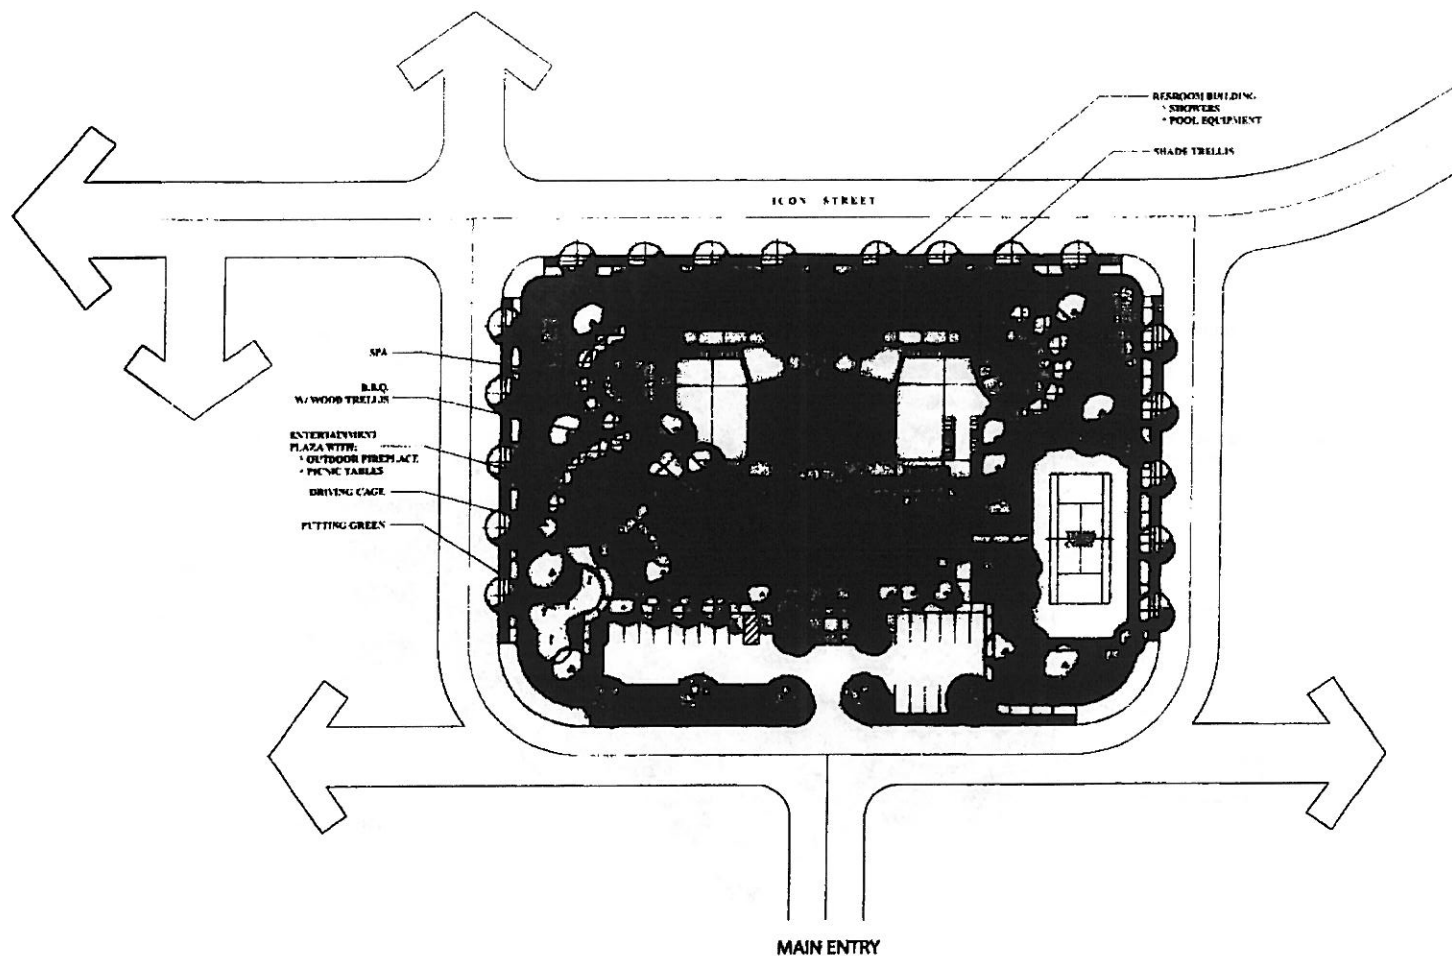 RESROOM BUILDING
* SHOWERS
* POOL EQUIPMENT
SHADE TRELLIS
ICON STREET
SPA
B.B.Q.
W/ WOOD TRELLIS
ENTERTAINMENT
PLAZA WITH:
* OUTDOOR FIREPLACE
* PICNIC TABLES
DRIVING CAGE
PUTTING GREEN
MAIN ENTRY